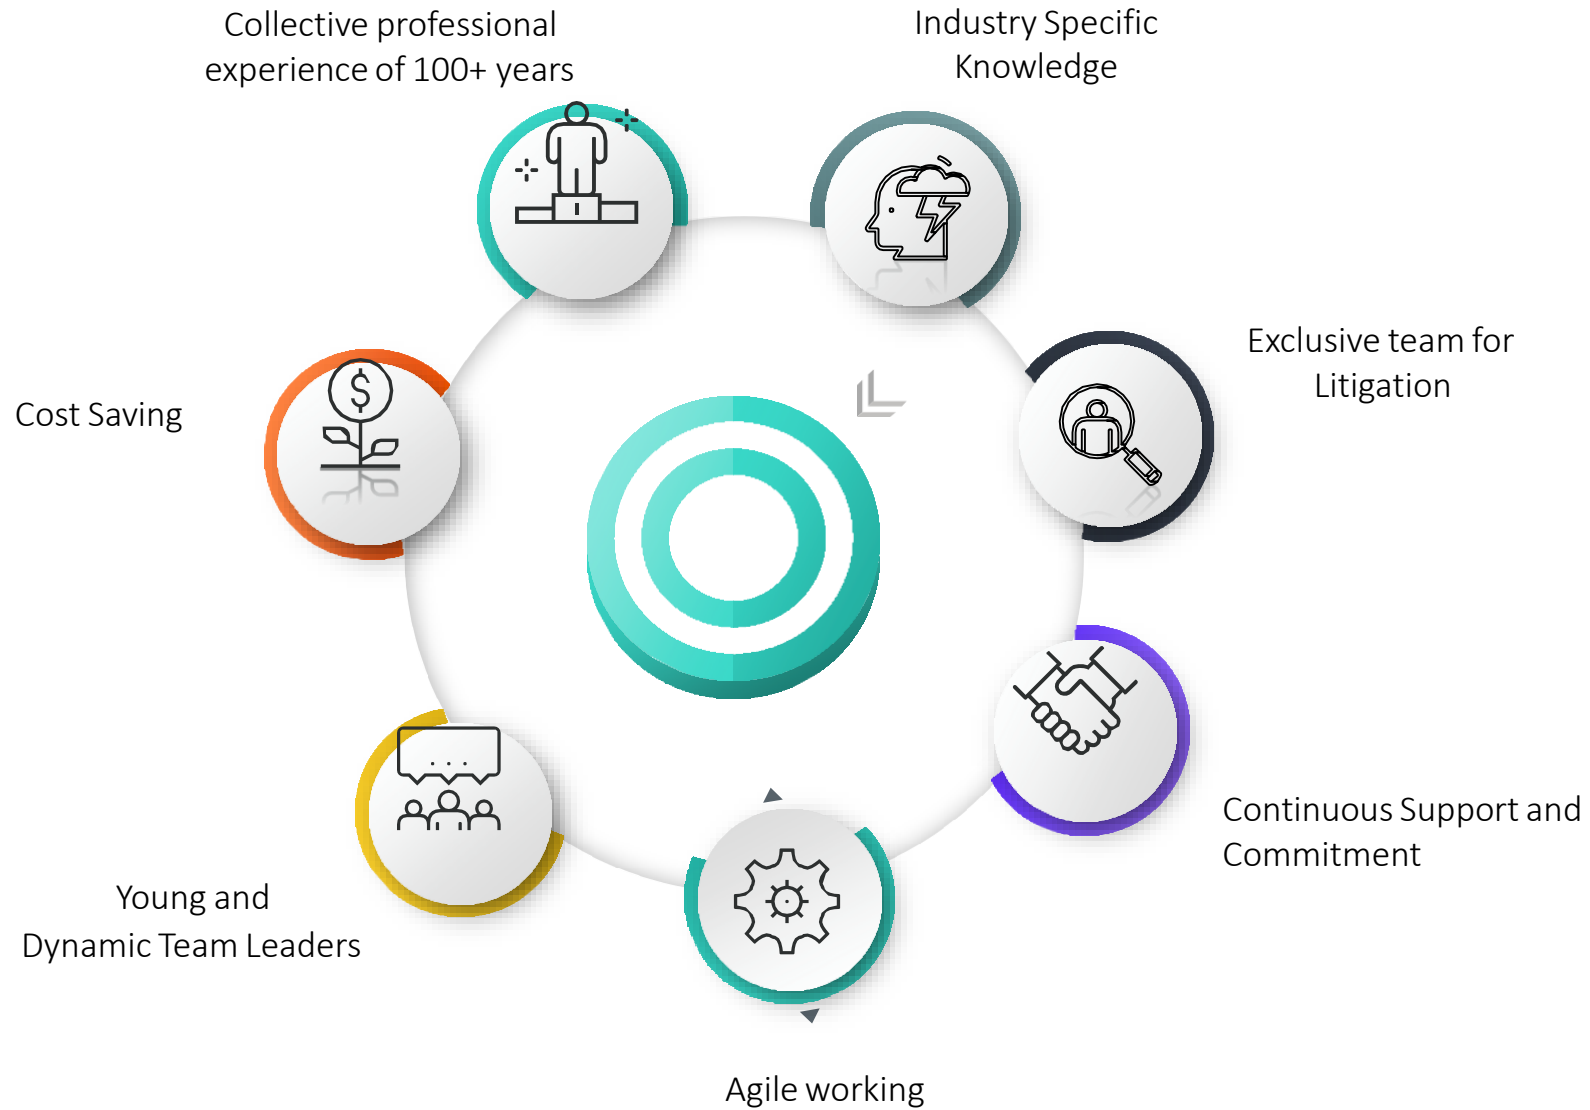 Collective professional
experience of 100+ years
Industry Specific
Knowledge
Exclusive team for
Litigation
Cost Saving
Continuous Support and
Commitment
Young and
Dynamic Team Leaders
Agile working